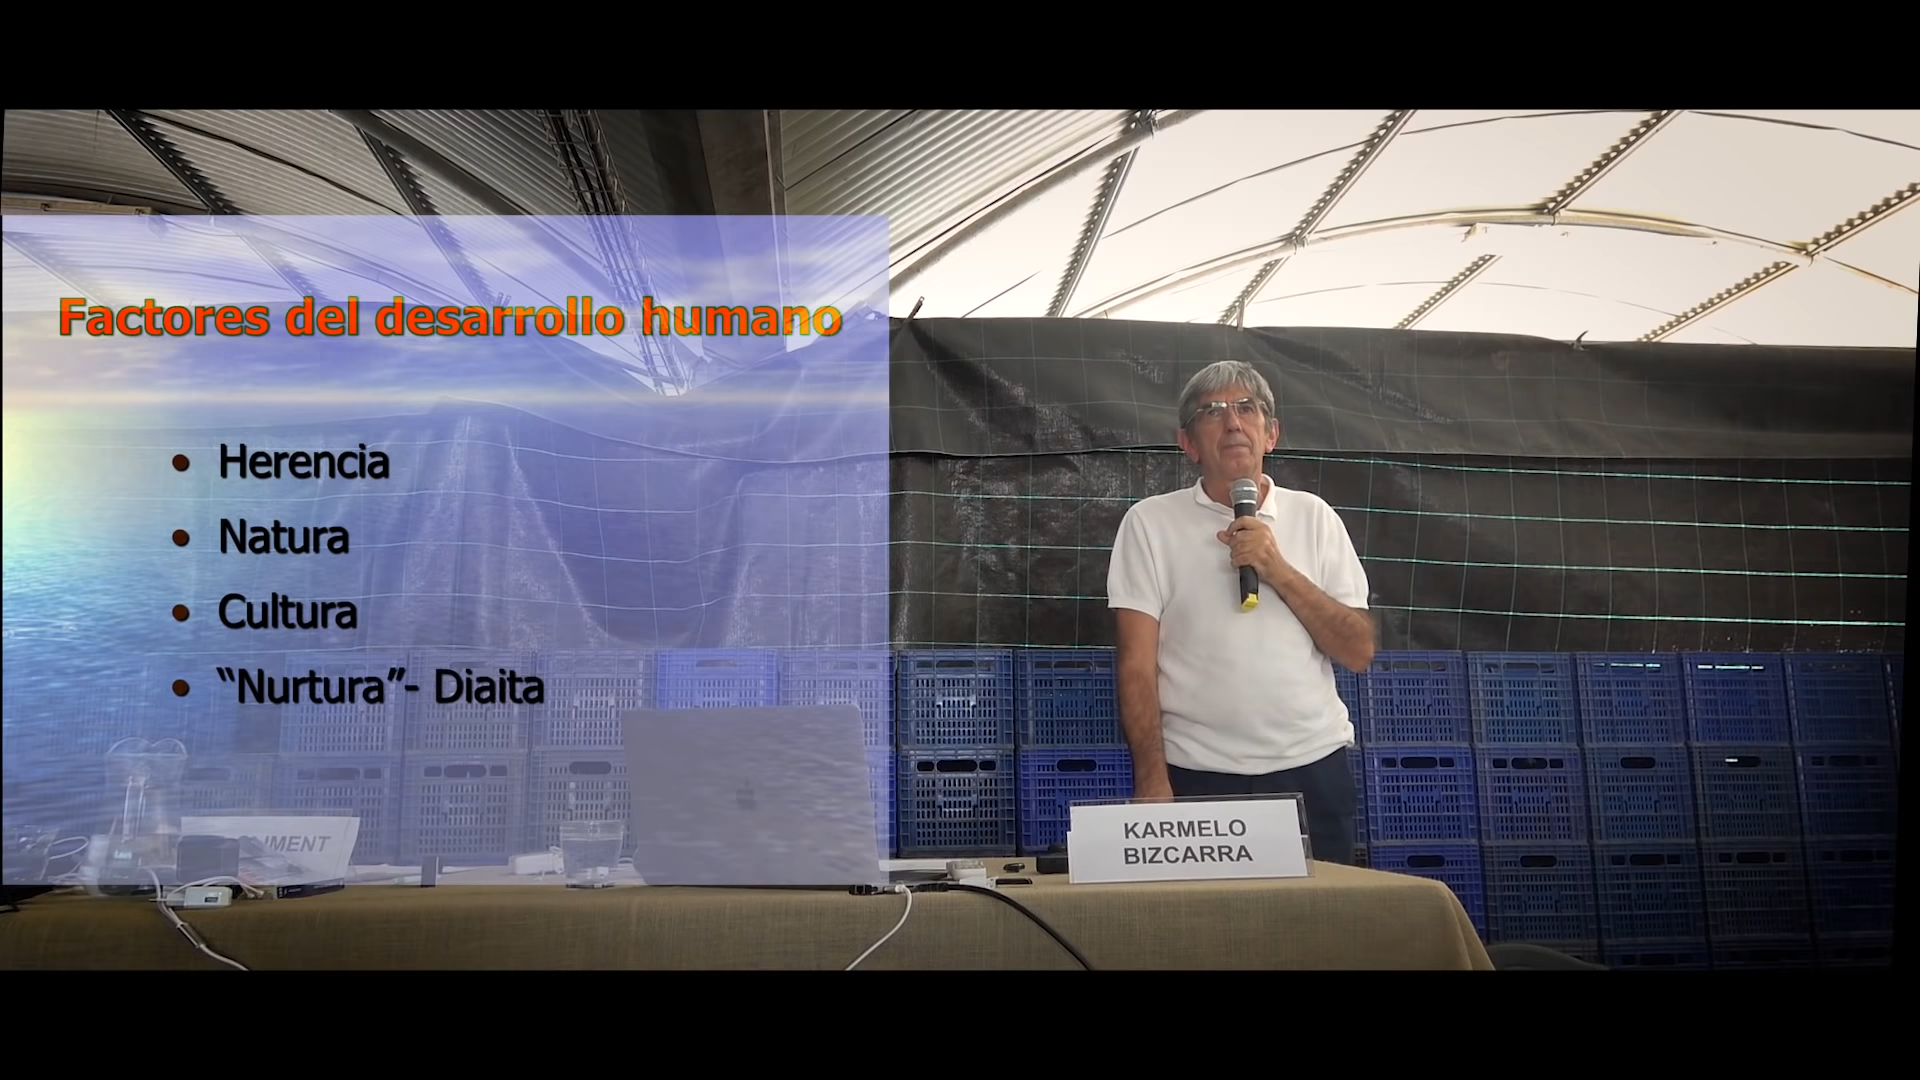 Factores del desarrollo humano
• Herencia
• Natura
• Cultura
• “Nurtura”- Diaita
KARMELO
BIZCARRA